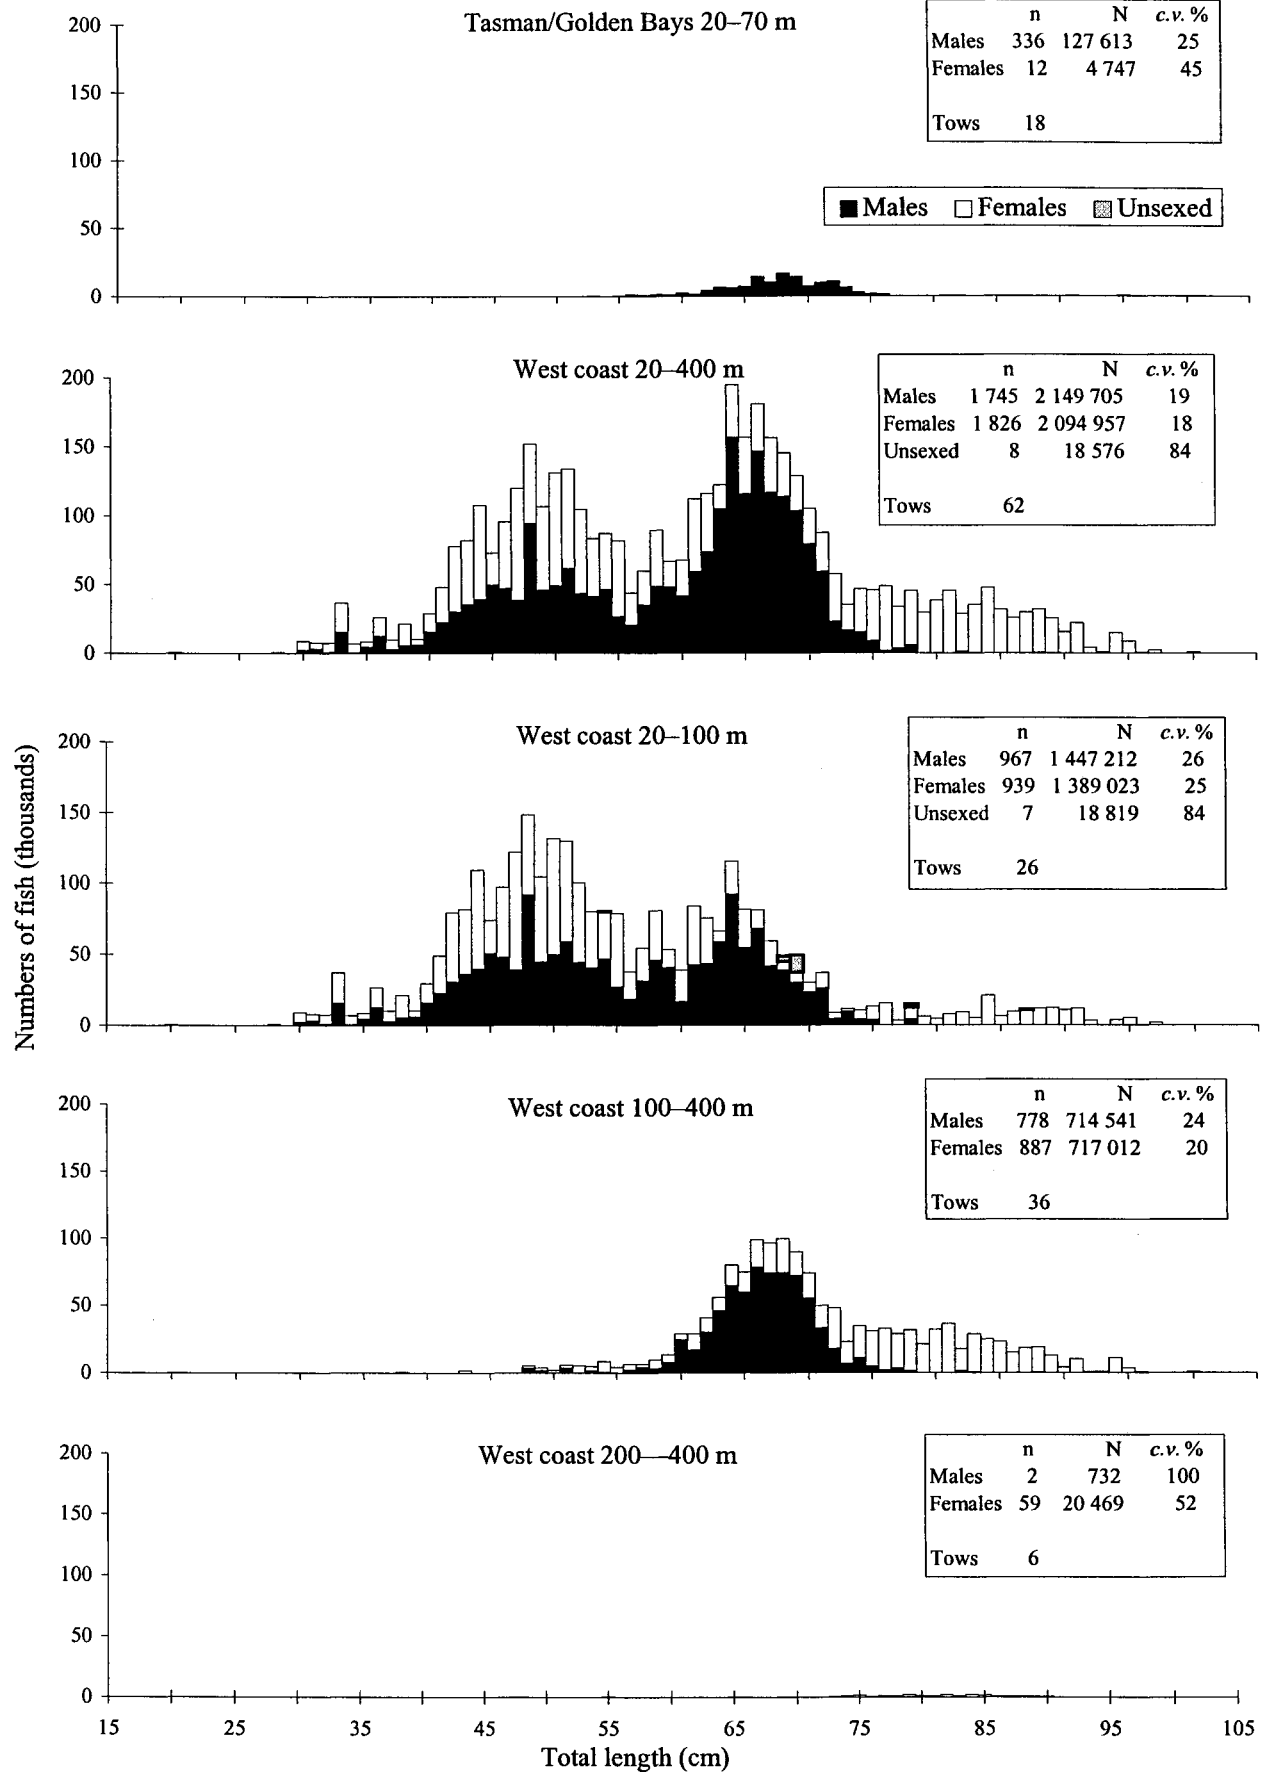 Tasman/Golden Bays 20–70 m
n N c.v. %
Males 336 127 613 25
Females 12 4 747 45
Tows 18
Males Females Unsexed
200
150
100
50
0
West coast 20–400 m
n N c.v. %
Males 1 745 2 149 705 19
Females 1 826 2 094 957 18
Unsexed 8 18 576 84
Tows 62
200
150
100
50
0
West coast 20–100 m
n N c.v. %
Males 967 1 447 212 26
Females 939 1 389 023 25
Unsexed 7 18 819 84
Tows 26
200
150
100
50
0
Numbers of fish (thousands)
West coast 100–400 m
n N c.v. %
Males 778 714 541 24
Females 887 717 012 20
Tows 36
200
150
100
50
0
West coast 200—400 m
n N c.v. %
Males 2 732 100
Females 59 20 469 52
Tows 6
200
150
100
50
0
15 25 35 45 55 65 75 85 95 105
Total length (cm)